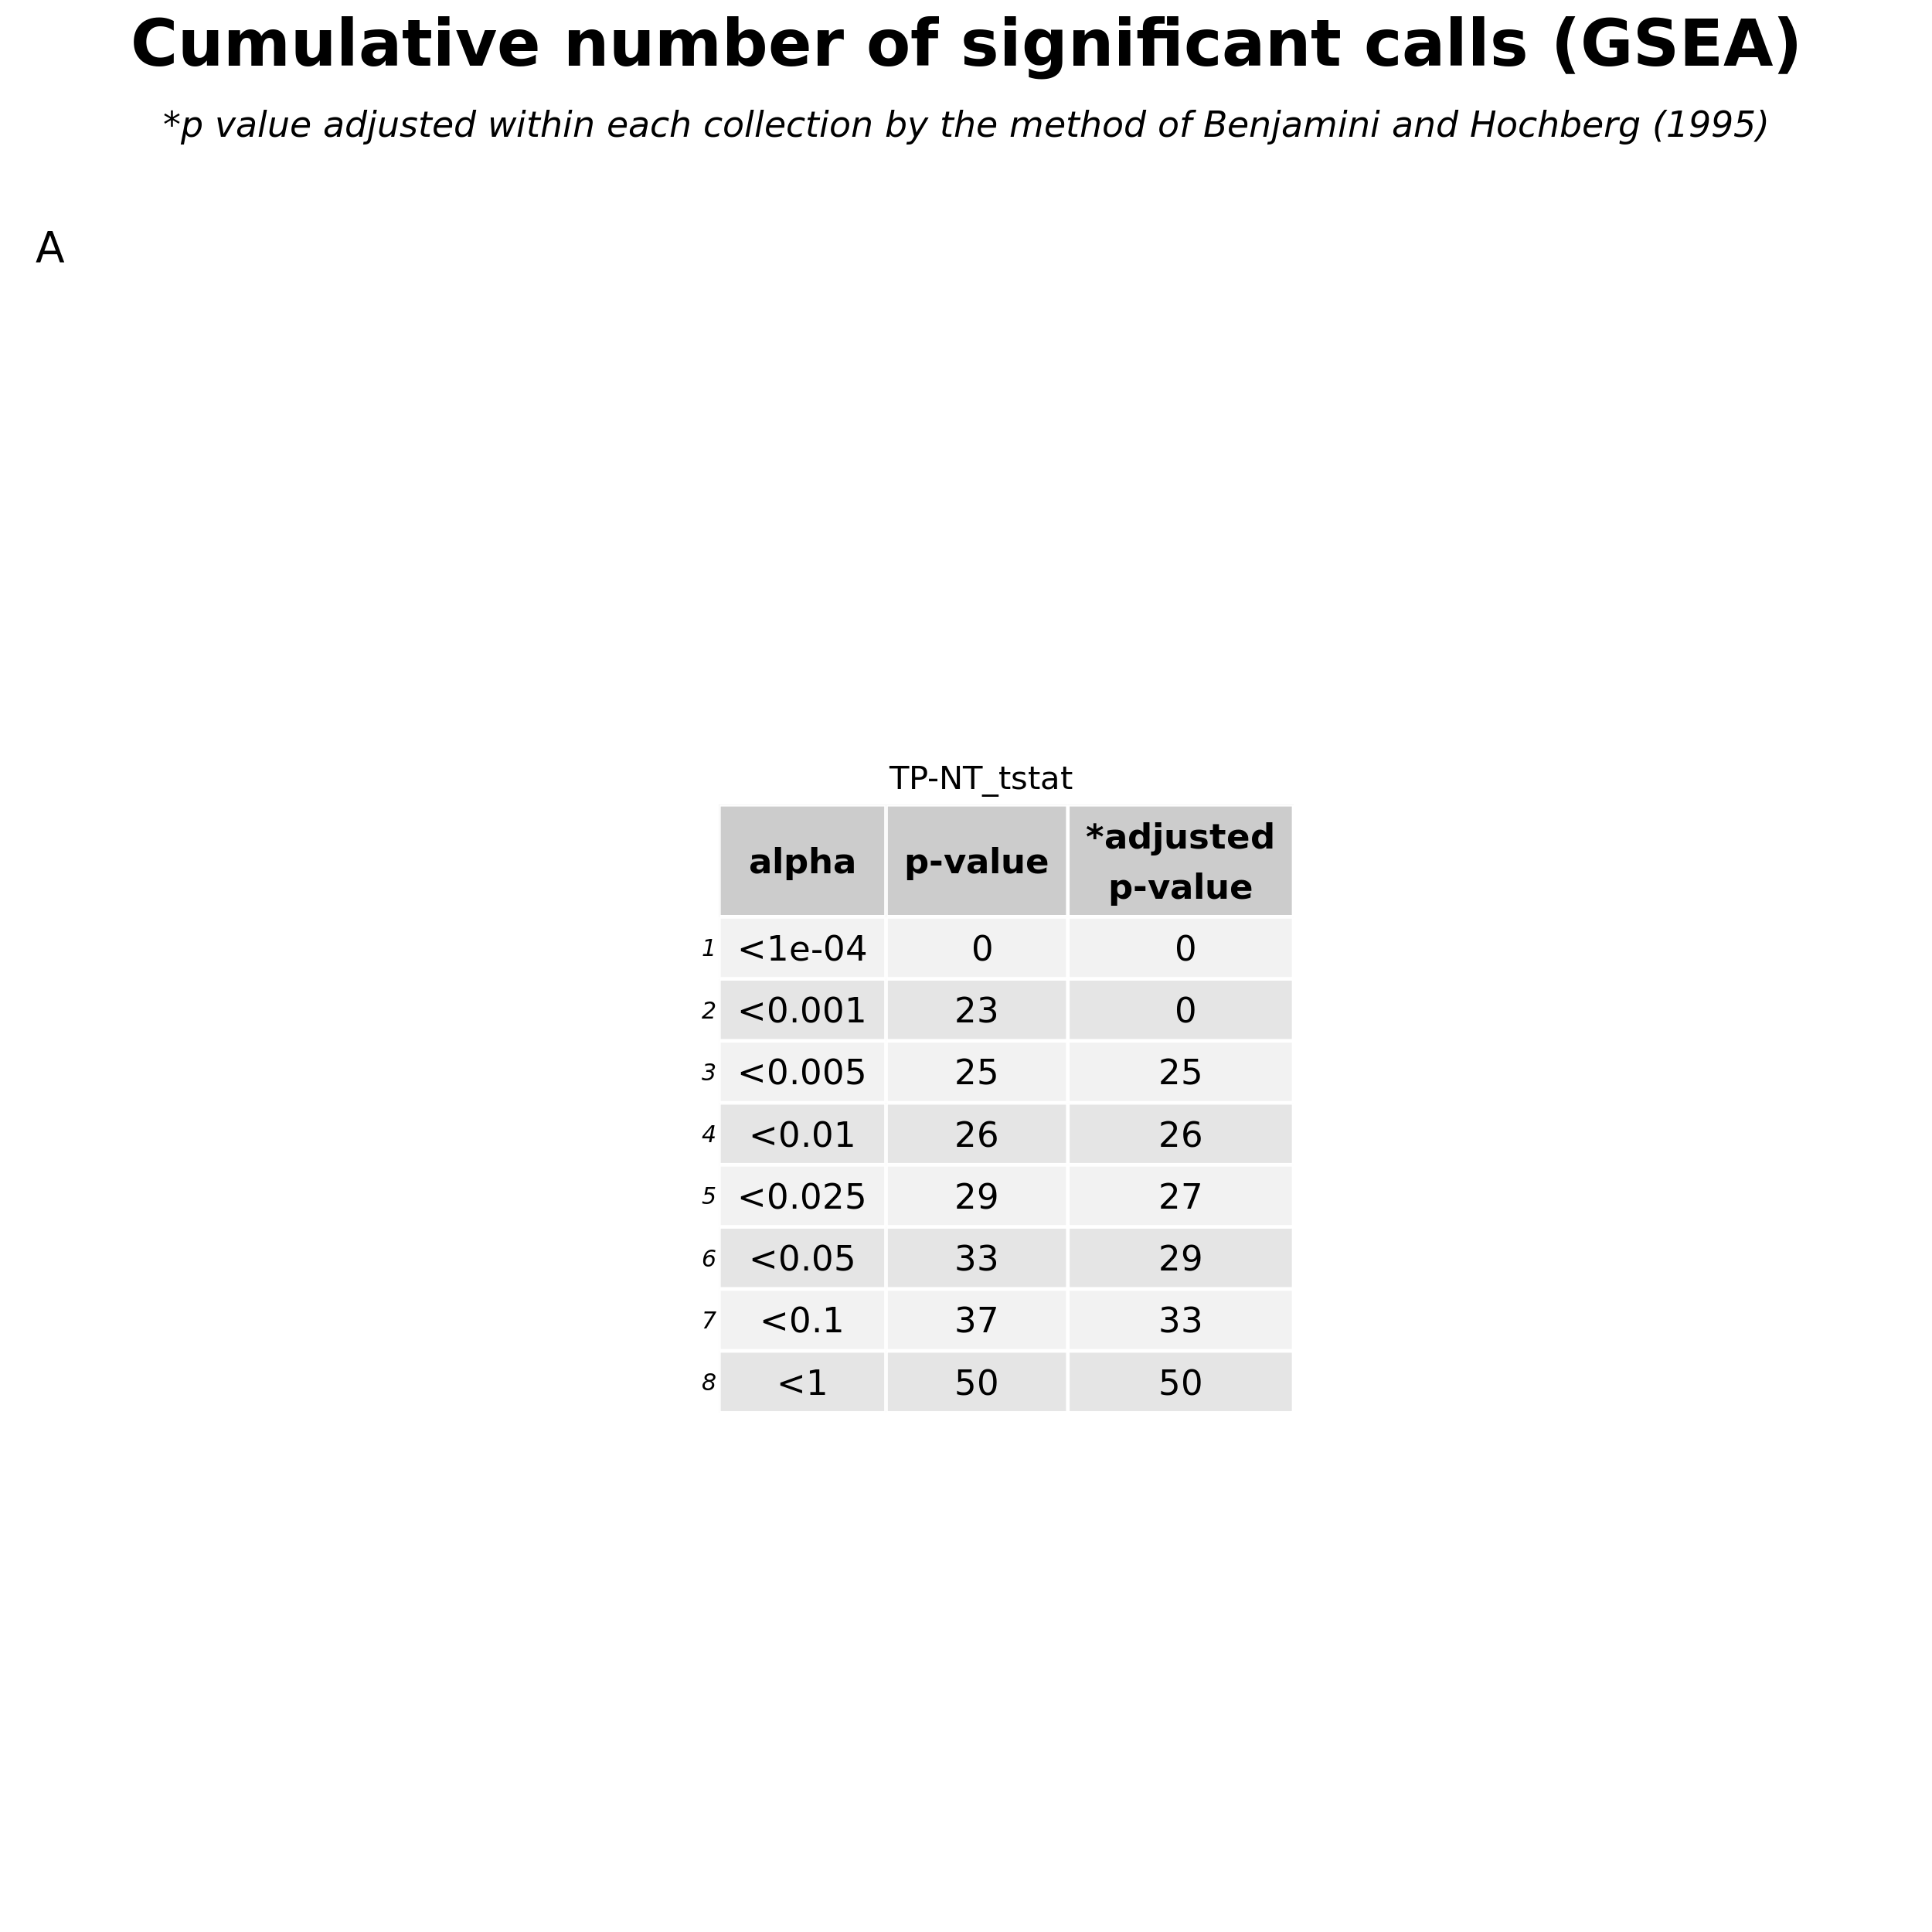 Cumulative number of significant calls (GSEA)
*p value adjusted within each collection by the method of Benjamini and Hochberg (1995)
A
TP-NT_tstat
alpha p-value *adjusted p-value
1 <1e-04 0 0
2 <0.001 23 0
3 <0.005 25 25
4 <0.01 26 26
5 <0.025 29 27
6 <0.05 33 29
7 <0.1 37 33
8 <1 50 50